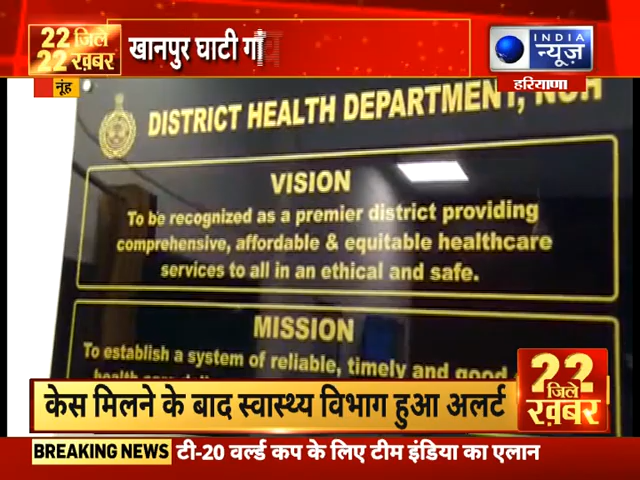 22 जिले
22 ख़बर
खानपुर घाटी
INDIA
न्यूज़
हरियाणा
नूंह
DISTRICT HEALTH DEPARTMENT, NUH
VISION
To be recognized as a premier district providing
comprehensive, affordable & equitable healthcare
services to all in an ethical and safe.
MISSION
To establish a system of reliable, timely and good
22
जिले
ख़बर
केस मिलने के बाद स्वास्थ्य विभाग हुआ अलर्ट
BREAKING NEWS टी-20 वर्ल्ड कप के लिए टीम इंडिया का एलान